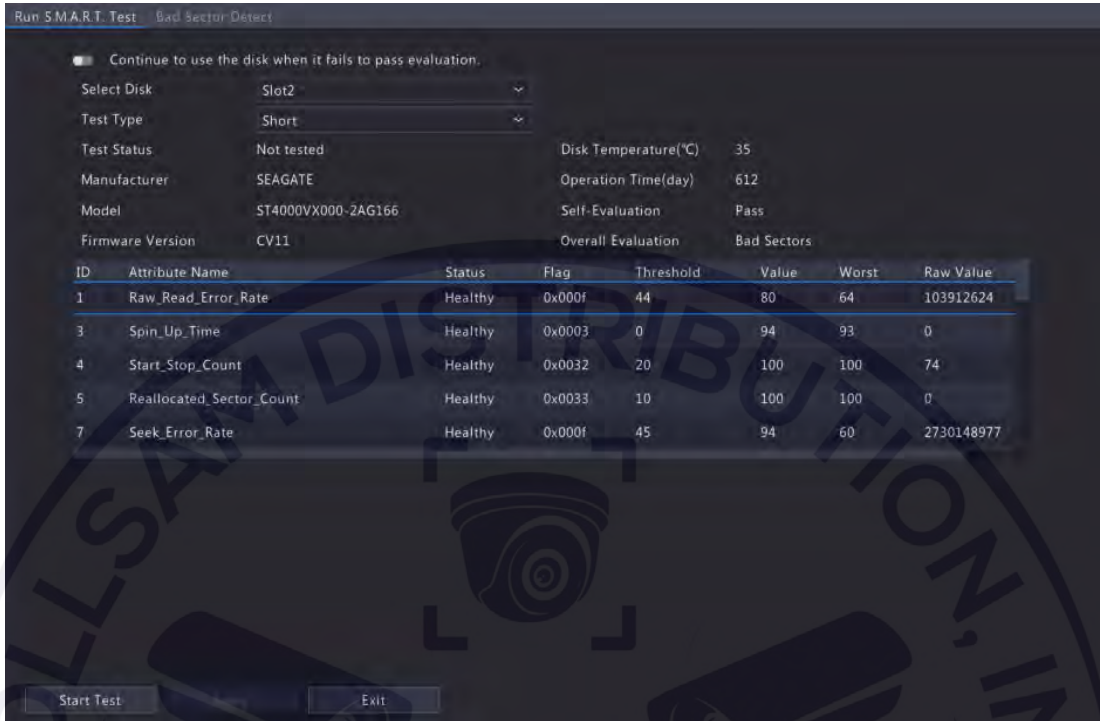 Run S.M.A.R.T. Test Bad Sector Detect
Continue to use the disk when it fails to pass evaluation.
Select Disk Slot2
Test Type Short
Test Status Not tested Disk Temperature(°C) 35
Manufacturer SEAGATE Operation Time(day) 612
Model ST4000VX000-2AG166 Self-Evaluation Pass
Firmware Version CV11 Overall Evaluation Bad Sectors
ID Attribute Name Status Flag Threshold Value Worst Raw Value
1 Raw_Read_Error_Rate Healthy 0x000f 44 80 64 103912624
3 Spin_Up_Time Healthy 0x0003 0 94 93 0
4 Start_Stop_Count Healthy 0x0032 20 100 100 74
5 Reallocated_Sector_Count Healthy 0x0033 10 100 100 0
7 Seek_Error_Rate Healthy 0x000f 45 94 60 2730148977
DISTRIBUTION,
Start Test Exit